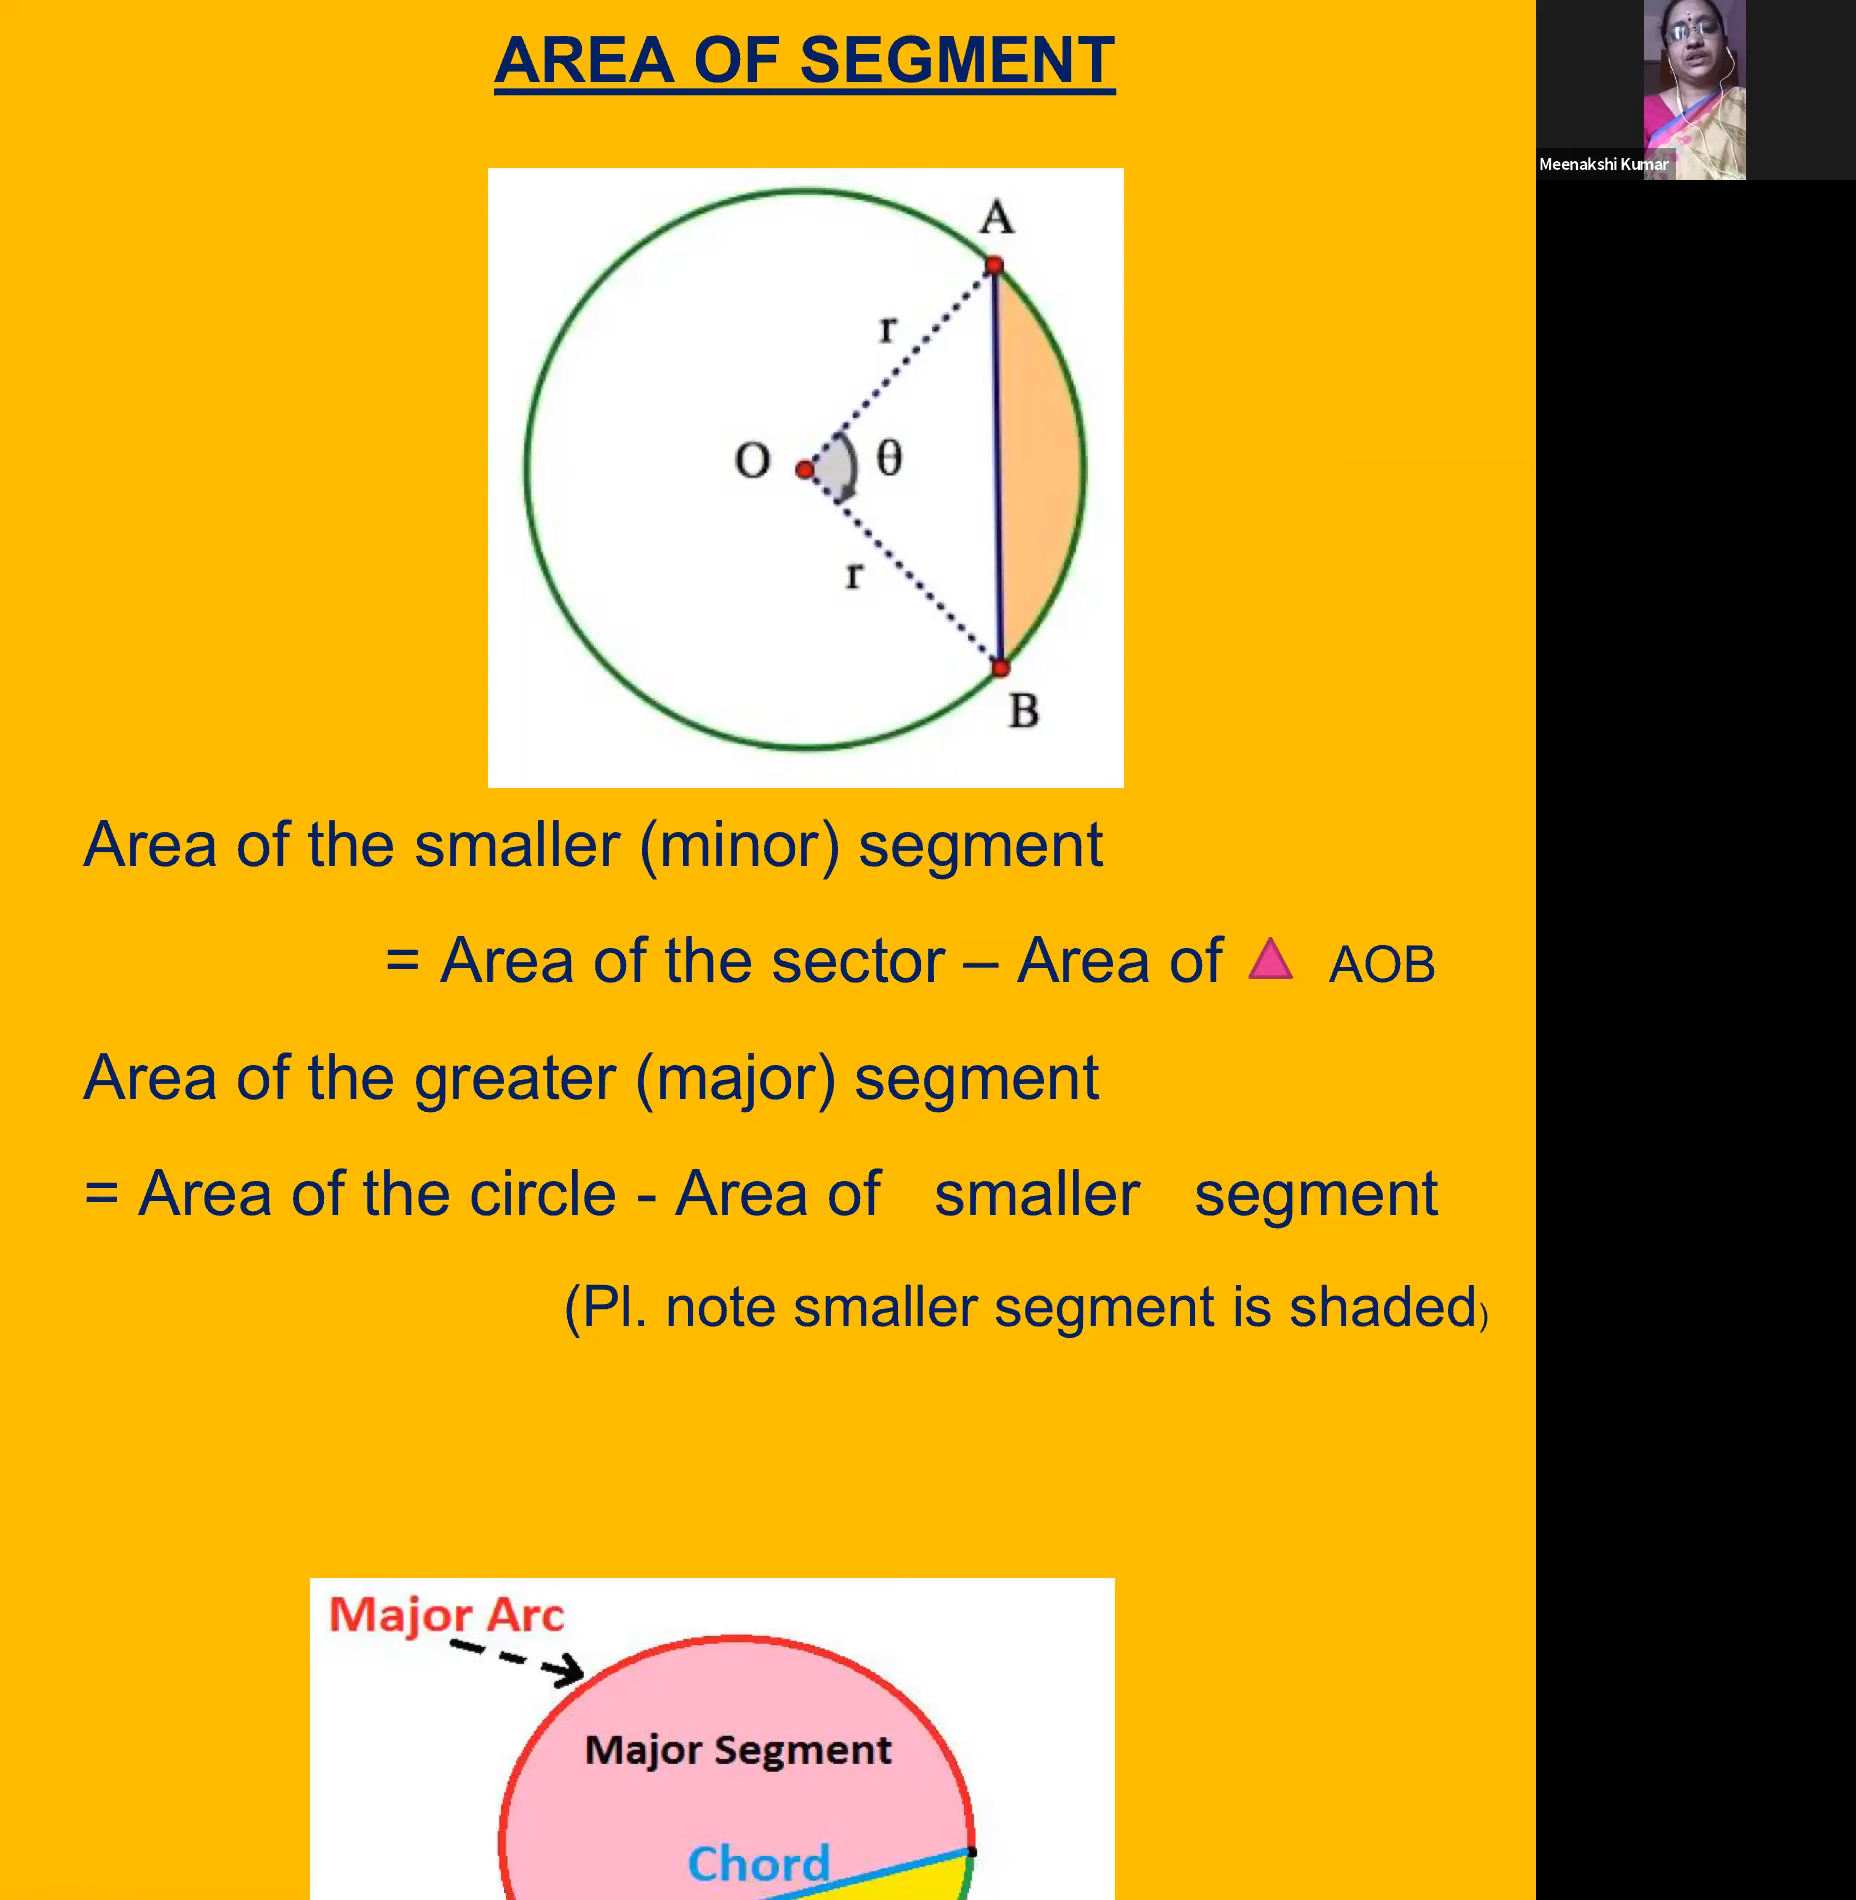 AREA OF SEGMENT
Meenakshi Kumar
A
r
O
θ
r
B
Area of the smaller (minor) segment
= Area of the sector – Area of AOB
Area of the greater (major) segment
= Area of the circle - Area of smaller segment
(Pl. note smaller segment is shaded)
Major Arc
Major Segment
Chord